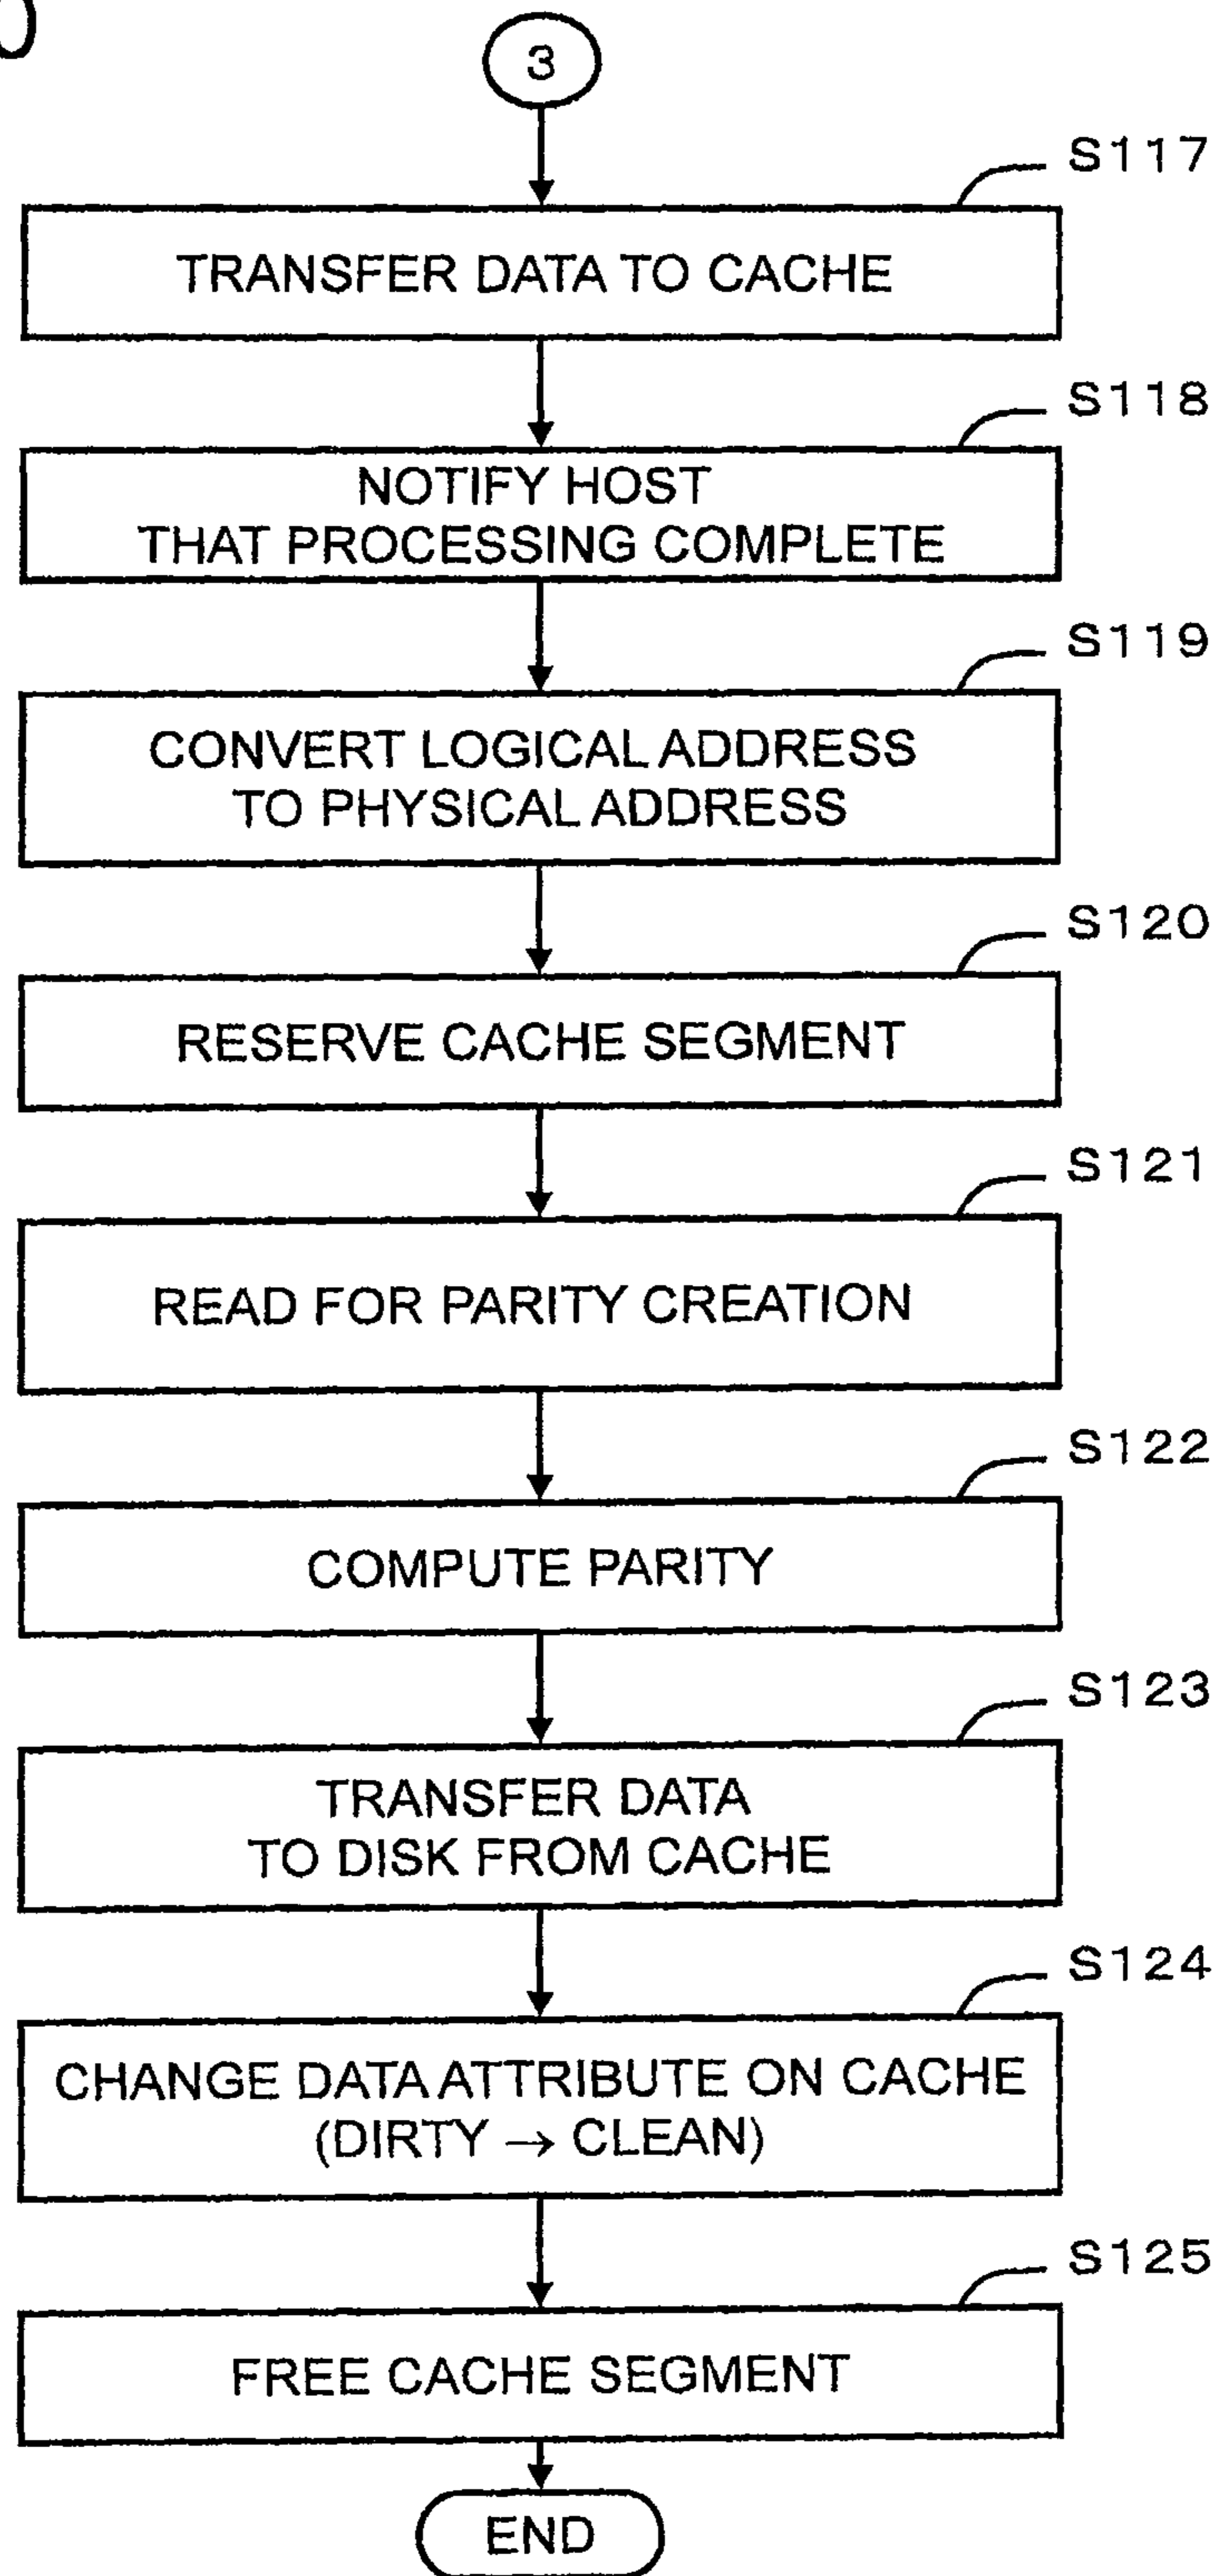 3
S117
TRANSFER DATA TO CACHE
S118
NOTIFY HOST
THAT PROCESSING COMPLETE
S119
CONVERT LOGICAL ADDRESS
TO PHYSICAL ADDRESS
S120
RESERVE CACHE SEGMENT
S121
READ FOR PARITY CREATION
S122
COMPUTE PARITY
S123
TRANSFER DATA
TO DISK FROM CACHE
S124
CHANGE DATA ATTRIBUTE ON CACHE
(DIRTY → CLEAN)
S125
FREE CACHE SEGMENT
END